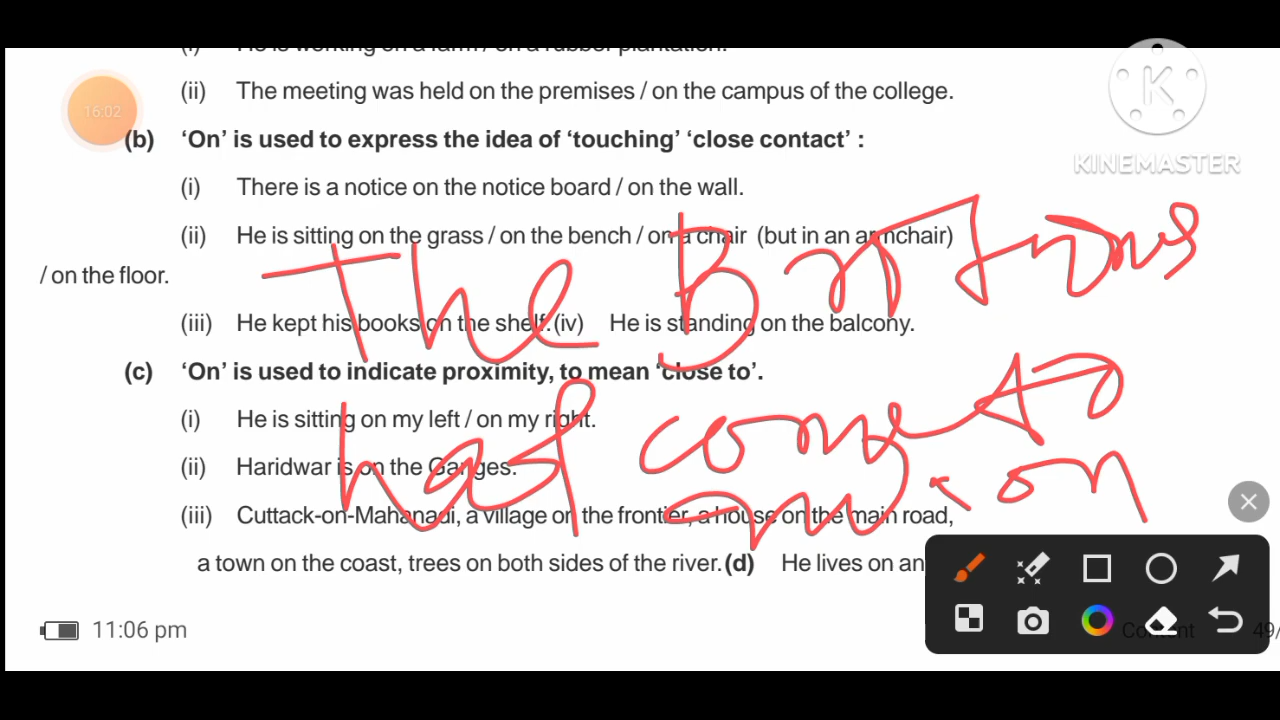 (ii) The meeting was held on the premises / on the campus of the college.
16:02
KINEMASTER
(b) ‘On’ is used to express the idea of ‘touching’ ‘close contact’ :
(i) There is a notice on the notice board / on the wall.
(ii) He is sitting on the grass / on the bench / on a chair (but in an armchair)
/ on the floor.
The
(iii) He kept his books on the shelf. (iv) He is standing on the balcony.
(c) ‘On’ is used to indicate proximity, to mean ‘close to’.
had come to
(i) He is sitting on my left / on my right.
(ii) Haridwar is on the Ganges.
on
(iii) Cuttack-on-Mahanadi, a village on the frontier, a house on the main road,
a town on the coast, trees on both sides of the river. (d) He lives on an
11:06 pm
Content 49/